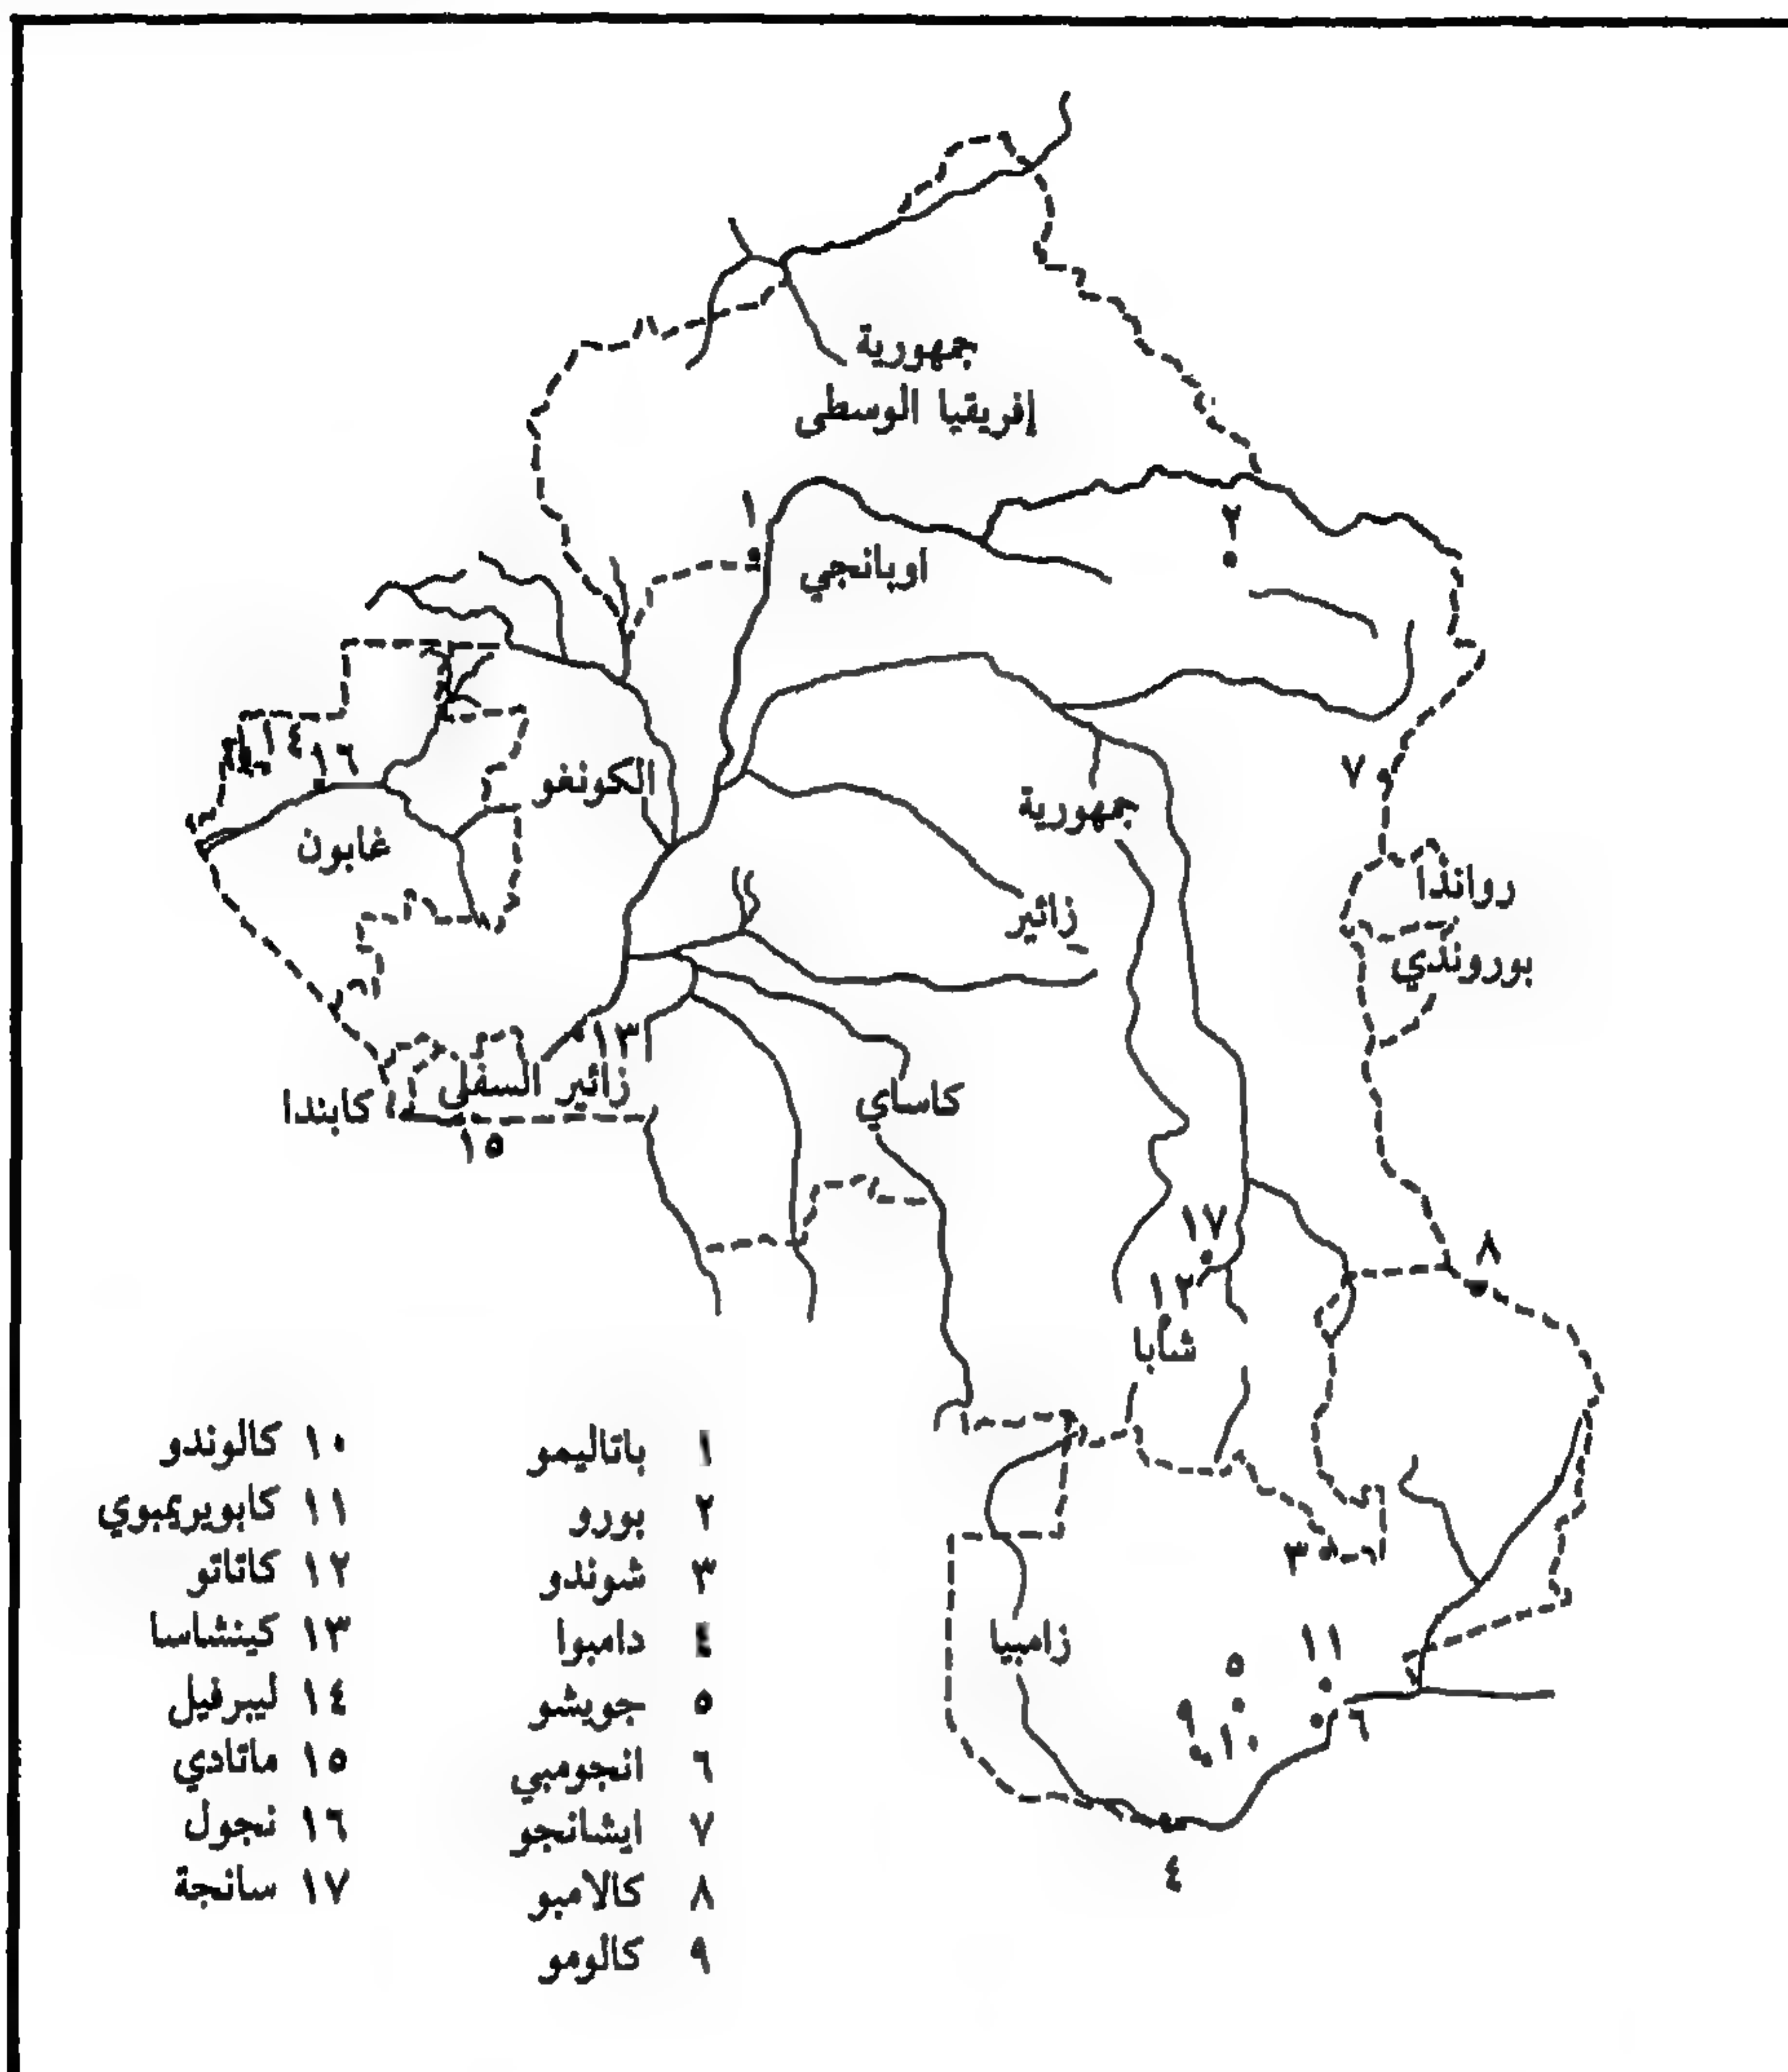 جمهورية
إفريقيا الوسطى
١
٢
اوبانجي
١٤
١٦
الكونغو
٧
جمهورية
غابون
رواندا
زائير
بوروندي
١٣
زائير السفلى
كاساي
كابندا
١٥
١٧
٨
١٢
شابا
٣
زامبيا
١١
٥
٩
١٠
٦
٤
١ باتاليمو
٢ بورو
٣ شوندو
٤ دامبوا
٥ جويشو
٦ انجومبي
٧ ايشانجو
٨ كالامبو
٩ كالومو
١٠ كالوندو
١١ كابويريمبوي
١٢ كاتاتو
١٣ كينشاسا
١٤ ليبرفيل
١٥ ماتادي
١٦ نجول
١٧ سانجة